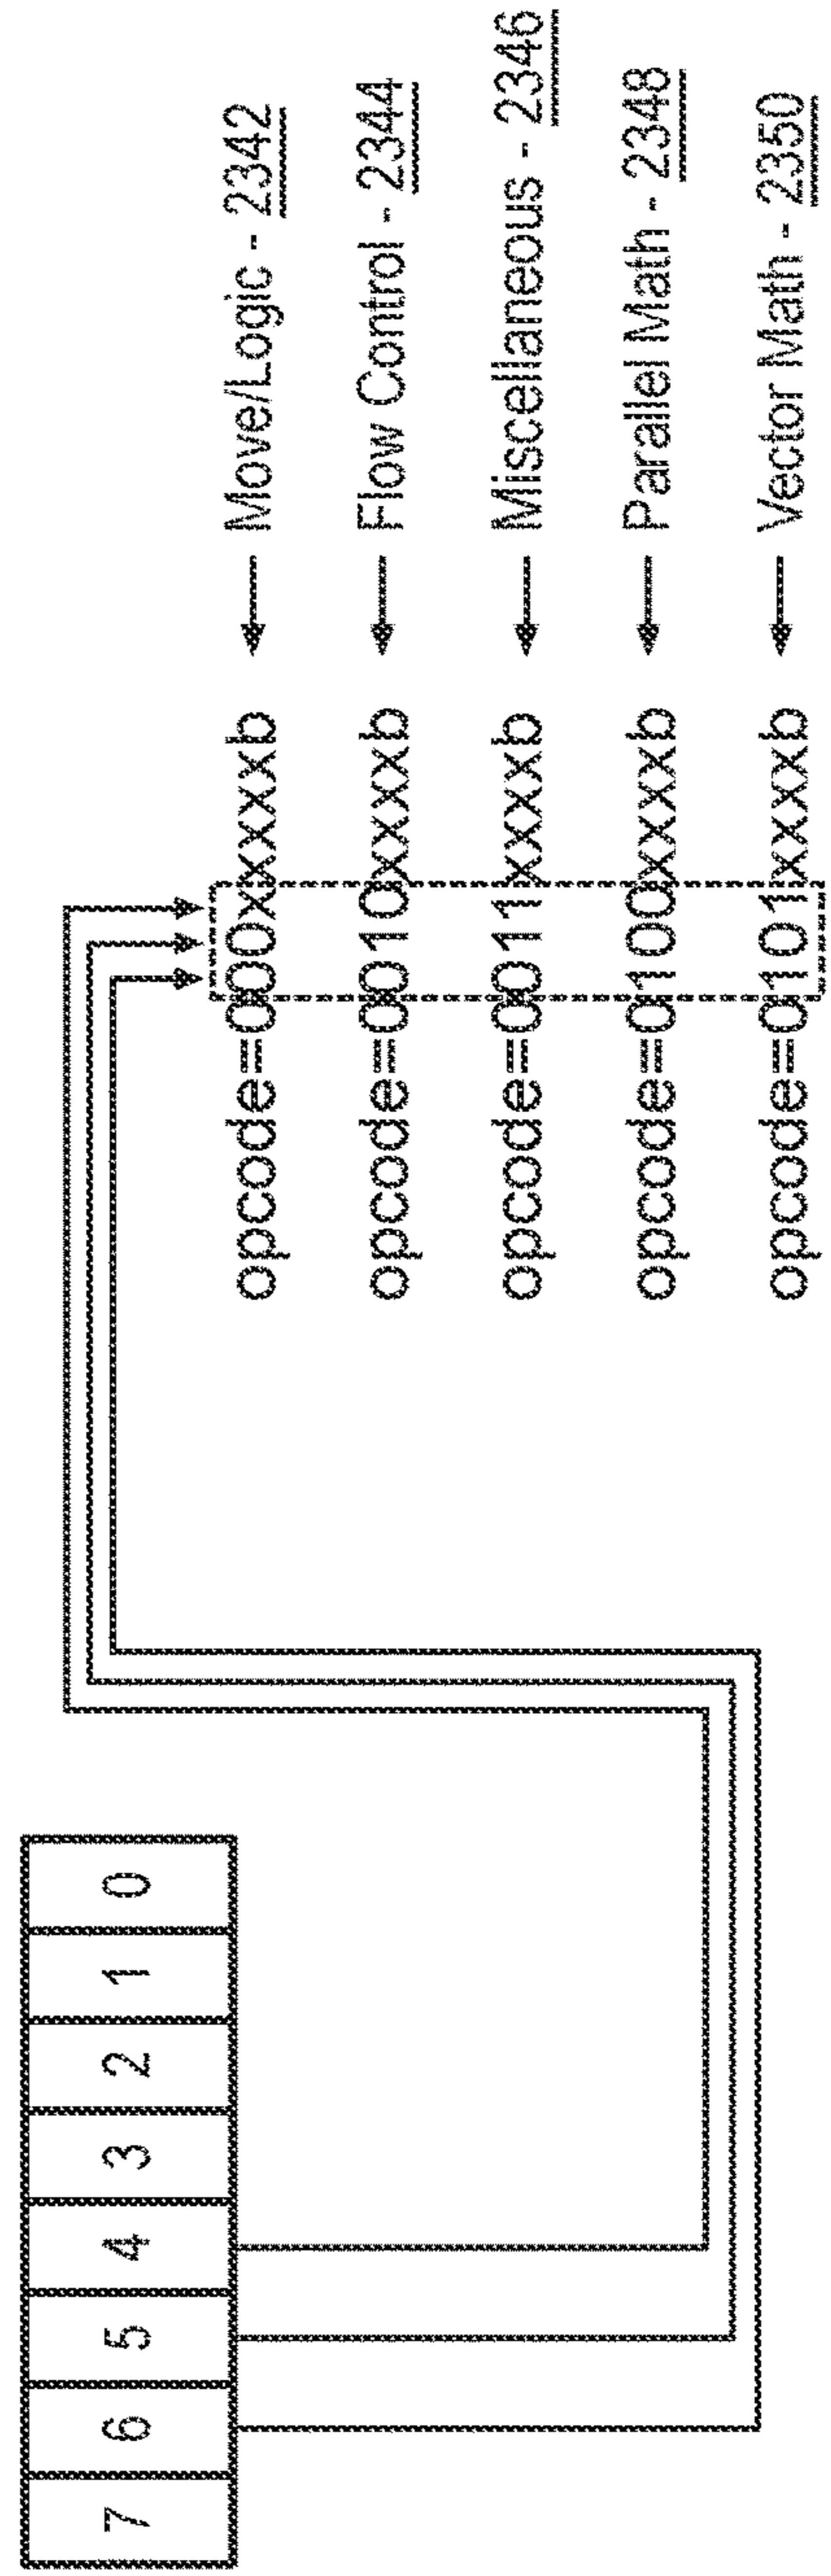 7 6 5 4 3 2 1 0
opcode=000xxxxxb ← Move/Logic - 2342
opcode=0010xxxxb ← Flow Control - 2344
opcode=0011xxxxb ← Miscellaneous - 2346
opcode=0100xxxxb ← Parallel Math - 2348
opcode=0101xxxxb ← Vector Math - 2350